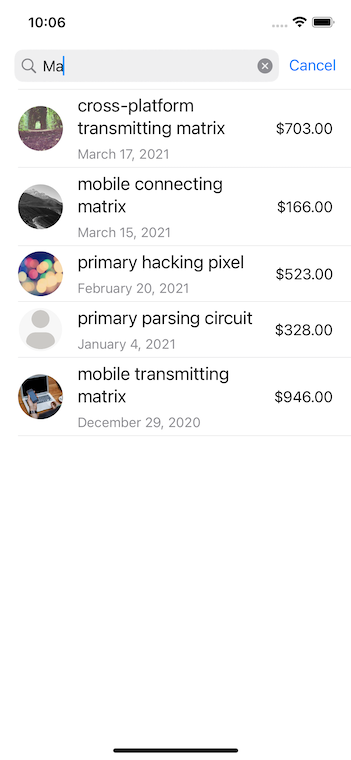 10:06
Ma
Cancel
cross-platform
transmitting matrix
$703.00
March 17, 2021
mobile connecting
matrix
$166.00
March 15, 2021
primary hacking pixel
$523.00
February 20, 2021
primary parsing circuit
$328.00
January 4, 2021
mobile transmitting
matrix
$946.00
December 29, 2020